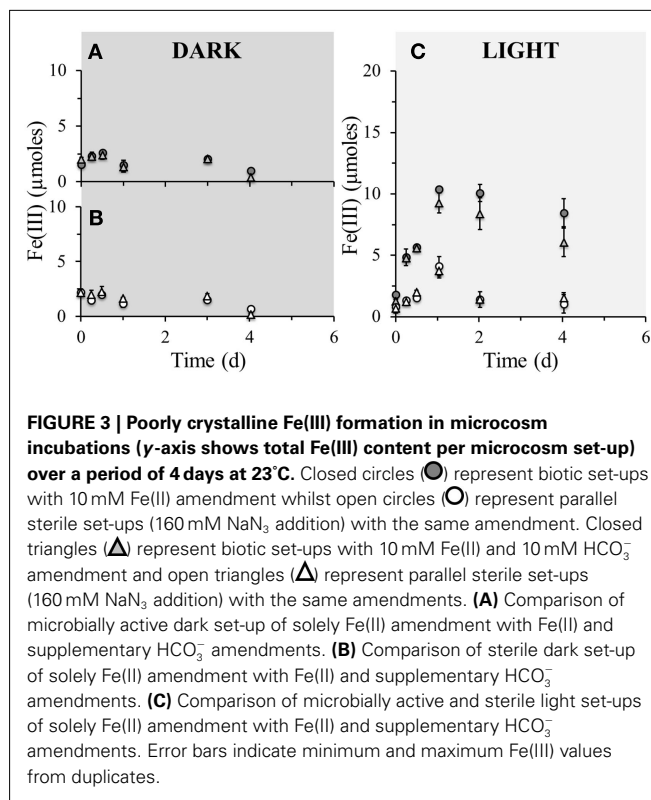 A DARK
C LIGHT
10
5
0
B
10
5
0
0 2 4 6
Time (d)
Fe(III) (µmoles)
20
15
10
5
0
0 2 4 6
Time (d)
Fe(III) (µmoles)
FIGURE 3 | Poorly crystalline Fe(III) formation in microcosm
incubations (y-axis shows total Fe(III) content per microcosm set-up)
over a period of 4 days at 23°C. Closed circles ( ) represent biotic set-ups
with 10 mM Fe(II) amendment whilst open circles ( ) represent parallel
sterile set-ups (160 mM NaN₃ addition) with the same amendment. Closed
triangles ( ) represent biotic set-ups with 10 mM Fe(II) and 10 mM HCO₃⁻
amendment and open triangles ( ) represent parallel sterile set-ups
(160 mM NaN₃ addition) with the same amendments. (A) Comparison of
microbially active dark set-up of solely Fe(II) amendment with Fe(II) and
supplementary HCO₃⁻ amendments. (B) Comparison of sterile dark set-up
of solely Fe(II) amendment with Fe(II) and supplementary HCO₃⁻
amendments. (C) Comparison of microbially active and sterile light set-ups
of solely Fe(II) amendment with Fe(II) and supplementary HCO₃⁻
amendments. Error bars indicate minimum and maximum Fe(III) values
from duplicates.